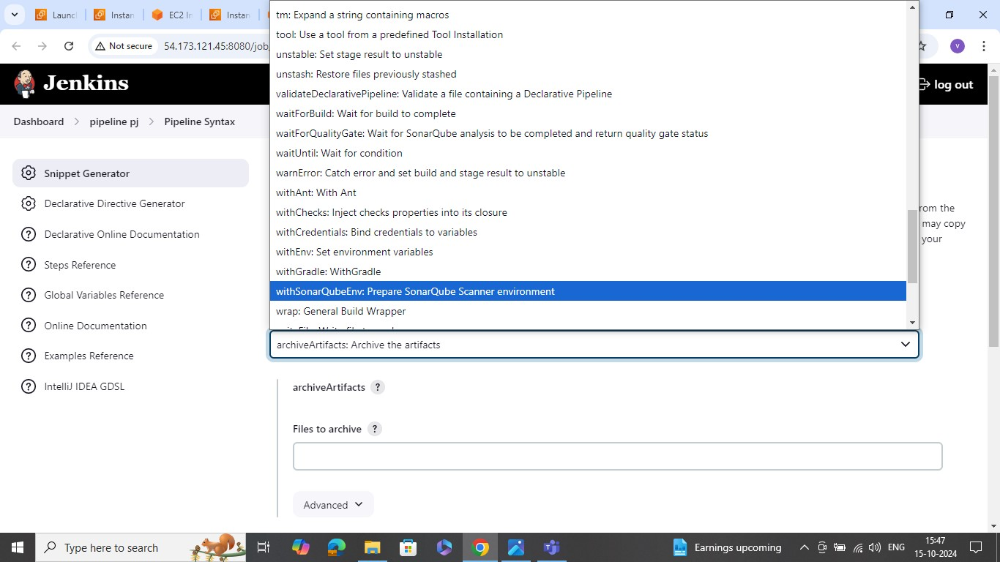 Launc
Instan
EC2 In
Instan
Not secure
54.173.121.45:8080/job
V
Jenkins
log out
Dashboard
pipeline pj
Pipeline Syntax
Snippet Generator
Declarative Directive Generator
Declarative Online Documentation
Steps Reference
Global Variables Reference
Online Documentation
Examples Reference
IntelliJ IDEA GDSL
tm: Expand a string containing macros
tool: Use a tool from a predefined Tool Installation
unstable: Set stage result to unstable
unstash: Restore files previously stashed
validateDeclarativePipeline: Validate a file containing a Declarative Pipeline
waitForBuild: Wait for build to complete
waitForQualityGate: Wait for SonarQube analysis to be completed and return quality gate status
waitUntil: Wait for condition
warnError: Catch error and set build and stage result to unstable
withAnt: With Ant
withChecks: Inject checks properties into its closure
withCredentials: Bind credentials to variables
withEnv: Set environment variables
withGradle: WithGradle
withSonarQubeEnv: Prepare SonarQube Scanner environment
wrap: General Build Wrapper
rom the
may copy
your
archiveArtifacts: Archive the artifacts
archiveArtifacts ?
Files to archive ?
Advanced
Type here to search
Earnings upcoming
ENG
15:47
15-10-2024